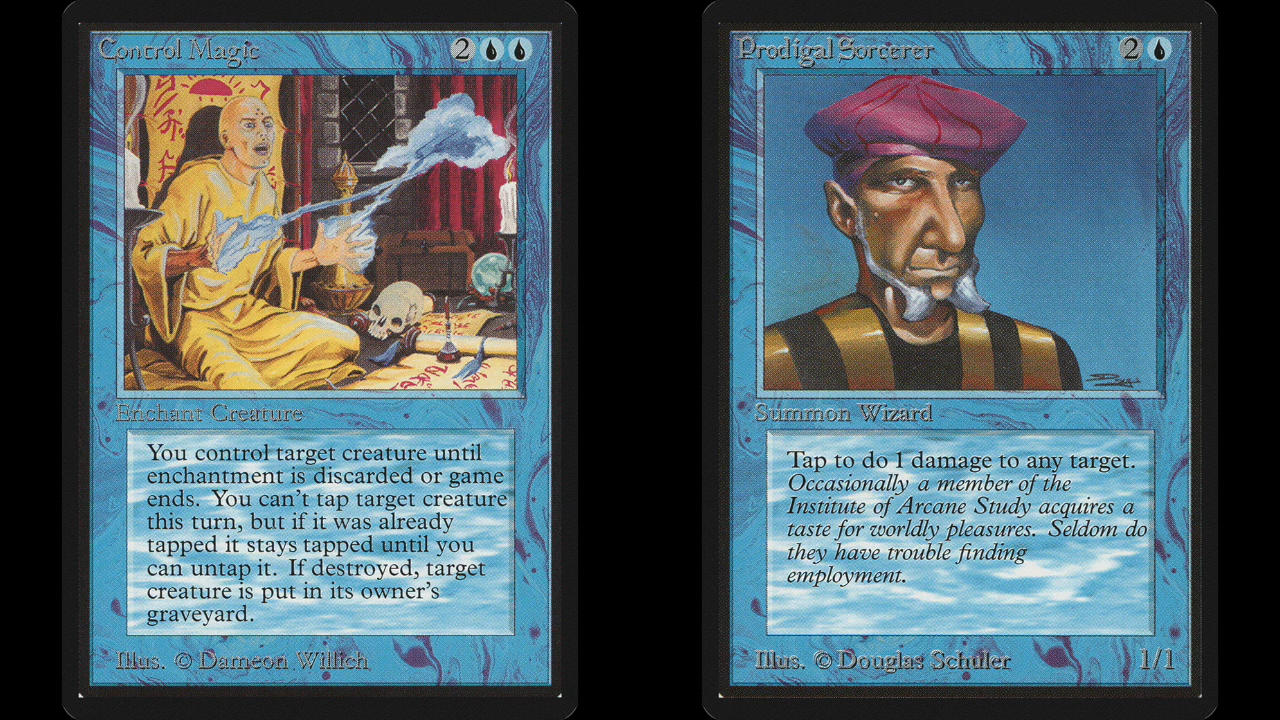 Control Magic 2
Enchant Creature
You control target creature until
enchantment is discarded or game
ends. You can't tap target creature
this turn, but if it was already
tapped it stays tapped until you
can untap it. If destroyed, target
creature is put in its owner's
graveyard.
Illus. © Dameon Willich
Prodigal Sorcerer 2
Summon Wizard
Tap to do 1 damage to any target.
Occasionally a member of the
Institute of Arcane Study acquires a
taste for worldly pleasures. Seldom do
they have trouble finding
employment.
Illus. © Douglas Schuler 1/1